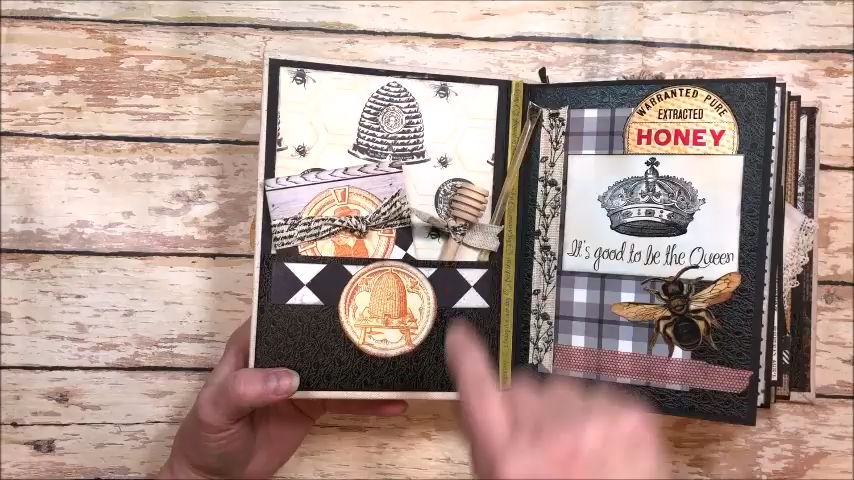 WARRANTED PURE
EXTRACTED
HONEY
It's good to be the Queen